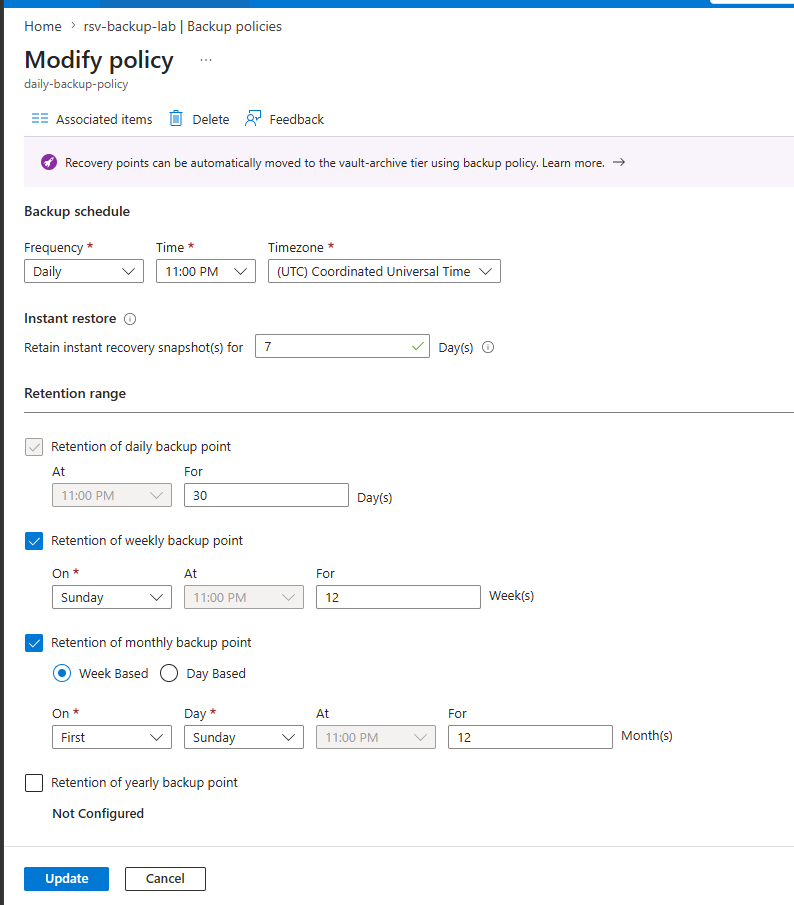 Home > rsv-backup-lab | Backup policies
Modify policy ...
daily-backup-policy
Associated items Delete Feedback
Recovery points can be automatically moved to the vault-archive tier using backup policy. Learn more. →
Backup schedule
Frequency * Time * Timezone *
Daily 11:00 PM (UTC) Coordinated Universal Time
Instant restore
Retain instant recovery snapshot(s) for 7 Day(s)
Retention range
Retention of daily backup point
At For
11:00 PM 30 Day(s)
Retention of weekly backup point
On * At For
Sunday 11:00 PM 12 Week(s)
Retention of monthly backup point
Week Based Day Based
On * Day * At For
First Sunday 11:00 PM 12 Month(s)
Retention of yearly backup point
Not Configured
Update Cancel